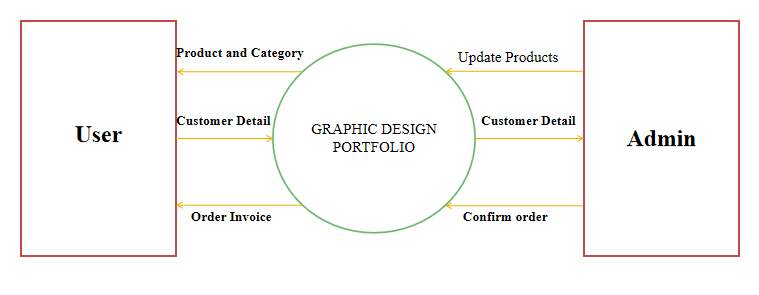 Product and Category
Update Products
Customer Detail
Customer Detail
User
GRAPHIC DESIGN
PORTFOLIO
Admin
Order Invoice
Confirm order